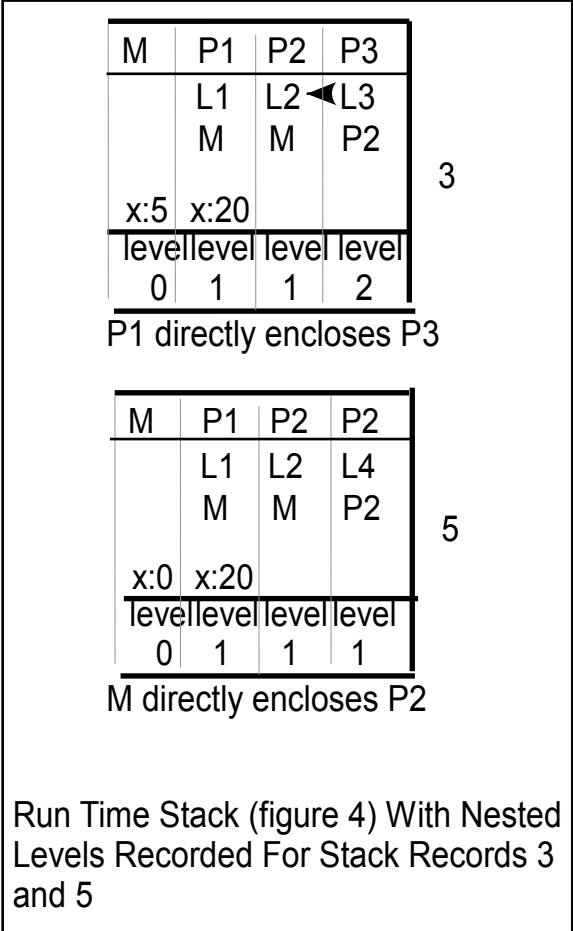 M P1 P2 P3
L1 L2 L3
M M P2
3
x:5 x:20
level level level level
0 1 1 2
P1 directly encloses P3
M P1 P2 P2
L1 L2 L4
M M P2
5
x:0 x:20
level level level level
0 1 1 1
M directly encloses P2
Run Time Stack (figure 4) With Nested
Levels Recorded For Stack Records 3
and 5